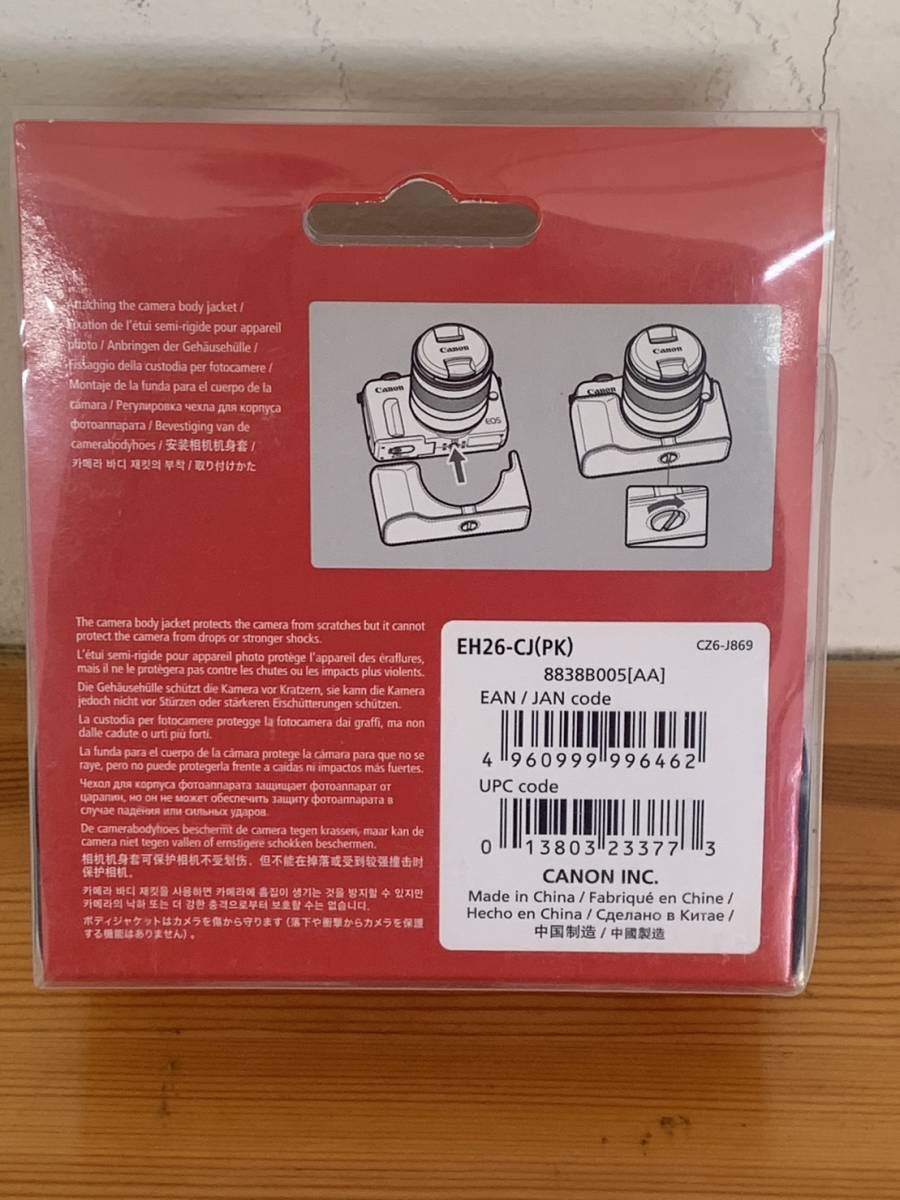 Attaching the camera body jacket /
Fixation de l'étui semi-rigide pour appareil
photo / Anbringen der Gehäusehülle /
Fissaggio della custodia per fotocamere /
Montaje de la funda para el cuerpo de la
cámara / Регулировка чехла для корпуса
фотоаппарата / Bevestiging van de
camerabodyhoes / 安装相机机身套 /
카메라 바디 재킷의 부착 / 取り付けかた
Canon
Canon
EOS
Canon
Canon
The camera body jacket protects the camera from scratches but it cannot
protect the camera from drops or stronger shocks.
L'étui semi-rigide pour appareil photo protège l'appareil des éraflures,
mais il ne le protègera pas contre les chutes ou les impacts plus violents.
Die Gehäusehülle schützt die Kamera vor Kratzern, sie kann die Kamera
jedoch nicht vor Stürzen oder stärkeren Eischütterungen schützen.
La custodia per fotocamere protegge la fotocamera dai graffi, ma non
dalle cadute o urti più forti.
La funda para el cuerpo de la cámara protege la cámara para que no se
raye, pero no puede protegerla frente a caídas ni impactos más fuertes.
Чехол для корпуса фотоаппарата защищает фотоаппарат от
царапин, но он не может обеспечить защиту фотоаппарата в
случае падения или сильных ударов.
De camerabodyhoes beschermt de camera tegen krassen, maar kan de
camera niet tegen vallen of ernstigere schokken beschermen.
相机机身套可保护相机不受划伤，但不能在掉落或受到较强撞击时
保护相机。
카메라 바디 재킷을 사용하면 카메라에 흠집이 생기는 것을 방지할 수 있지만
카메라의 낙하 또는 더 강한 충격으로부터 보호할 수는 없습니다.
ボディジャケットはカメラを傷から守ります（落下や衝撃からカメラを保護
する機能はありません）。
EH26-CJ(PK)
CZ6-J869
8838B005[AA]
EAN / JAN code
4 960999 996462
UPC code
0 13803 23377 3
CANON INC.
Made in China / Fabriqué en Chine /
Hecho en China / Сделано в Китае /
中国制造 / 中國製造